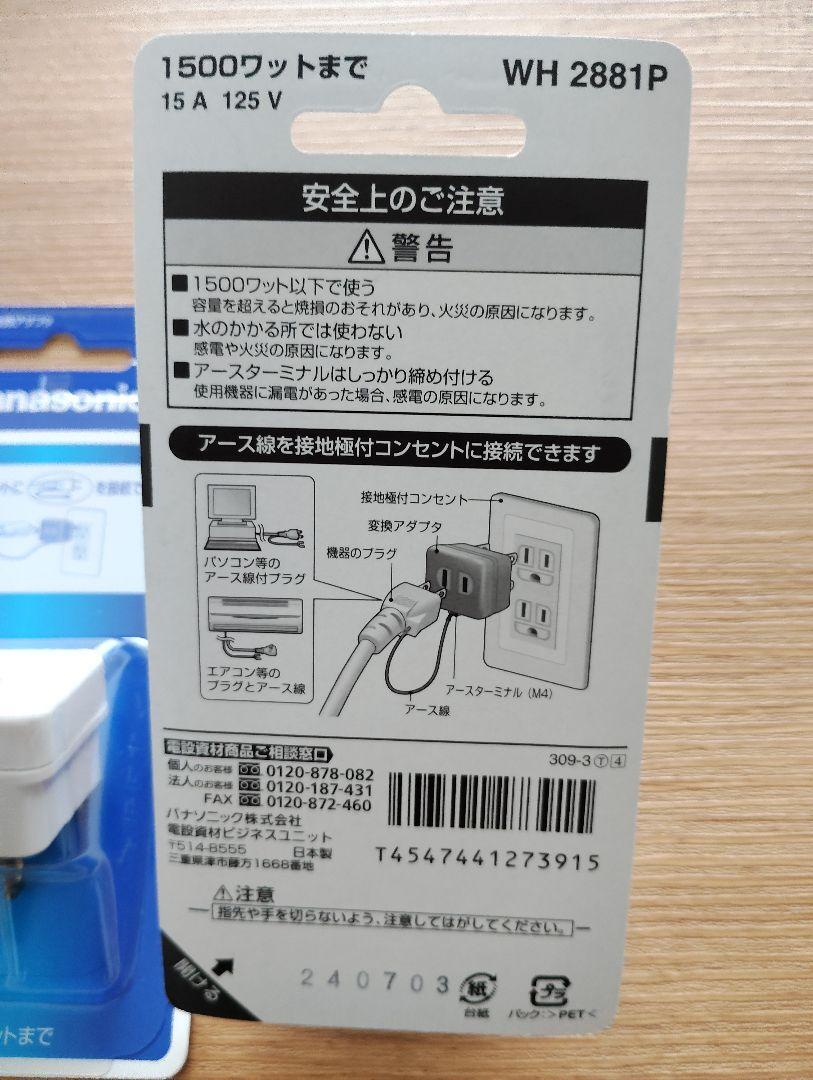 1500ワットまで
WH 2881P
15 A 125 V
安全上のご注意
警告
■1500ワット以下で使う
容量を超えると焼損のおそれがあり、火災の原因になります。
■水のかかる所では使わない
感電や火災の原因になります。
■アースターミナルはしっかり締め付ける
使用機器に漏電があった場合、感電の原因になります。
アース線を接地極付コンセントに接続できます
接地極付コンセント
変換アダプタ
機器のプラグ
パソコン等の
アース線付プラグ
エアコン等の
プラグとアース線
アースターミナル(M4)
アース線
電設資材商品ご相談窓口
309-3 T 4
個人のお客様 0120-878-082
法人のお客様 0120-187-431
FAX 0120-872-460
パナソニック株式会社
電設資材ビジネスユニット
〒514-8555 日本製
三重県津市藤方1668番地
T4547441273915
注意
指先や手を切らないよう、注意してはがしてください。
開ける
240703
紙
台紙
プラ
パック:>PET<
anasonic
を接続で
ットまで